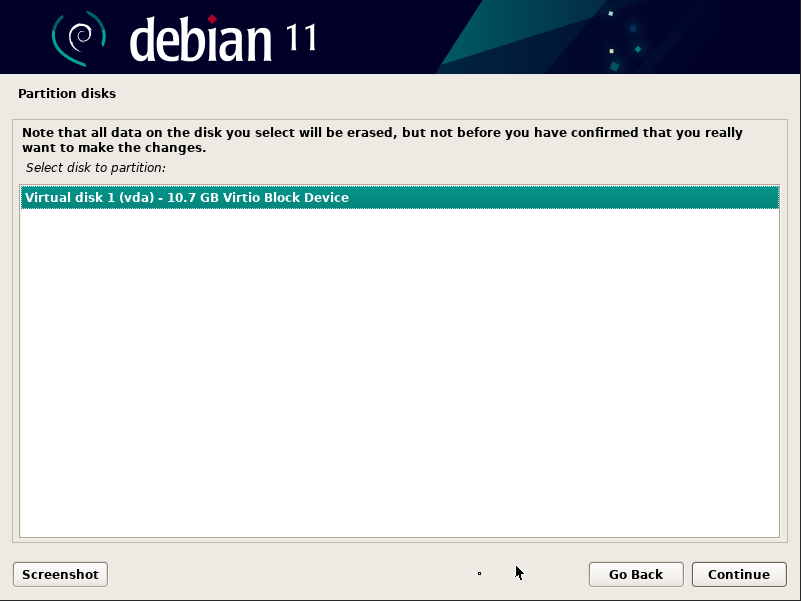 debian 11
Partition disks
Note that all data on the disk you select will be erased, but not before you have confirmed that you really
want to make the changes.
Select disk to partition:
Virtual disk 1 (vda) - 10.7 GB Virtio Block Device
Screenshot
Go Back
Continue